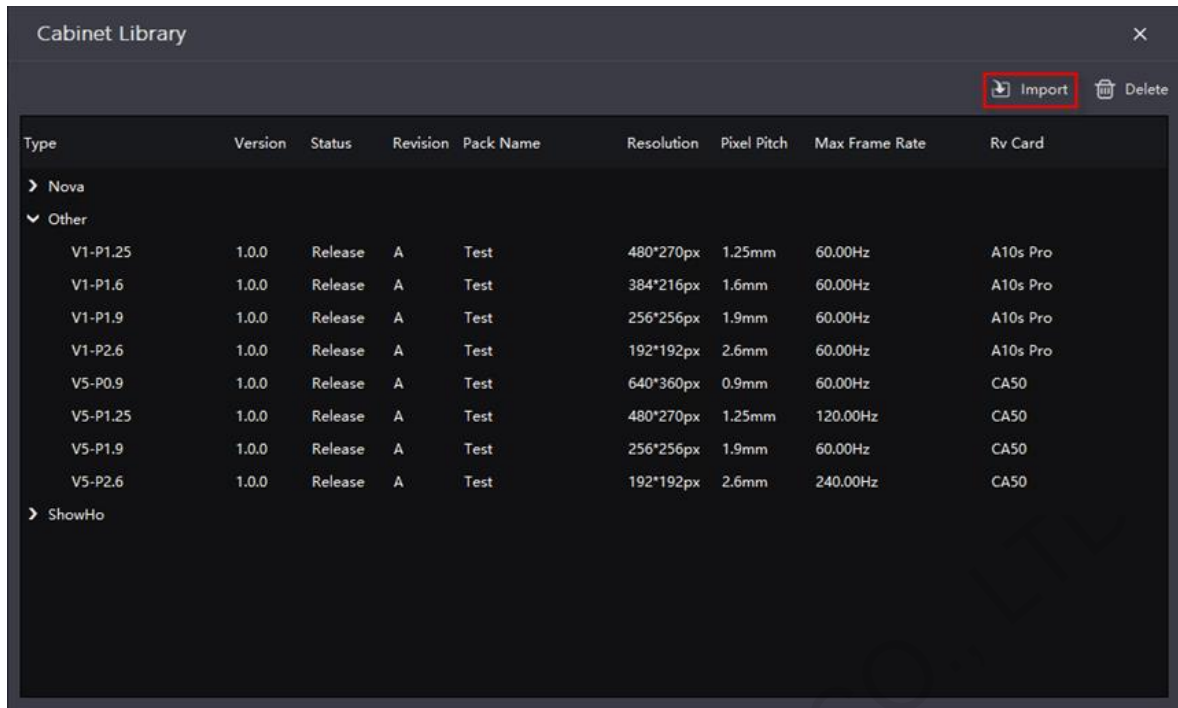 Cabinet Library
Import Delete
Type Version Status Revision Pack Name Resolution Pixel Pitch Max Frame Rate Rv Card
Nova
Other
V1-P1.25 1.0.0 Release A Test 480*270px 1.25mm 60.00Hz A10s Pro
V1-P1.6 1.0.0 Release A Test 384*216px 1.6mm 60.00Hz A10s Pro
V1-P1.9 1.0.0 Release A Test 256*256px 1.9mm 60.00Hz A10s Pro
V1-P2.6 1.0.0 Release A Test 192*192px 2.6mm 60.00Hz A10s Pro
V5-P0.9 1.0.0 Release A Test 640*360px 0.9mm 60.00Hz CA50
V5-P1.25 1.0.0 Release A Test 480*270px 1.25mm 120.00Hz CA50
V5-P1.9 1.0.0 Release A Test 256*256px 1.9mm 60.00Hz CA50
V5-P2.6 1.0.0 Release A Test 192*192px 2.6mm 240.00Hz CA50
ShowHo